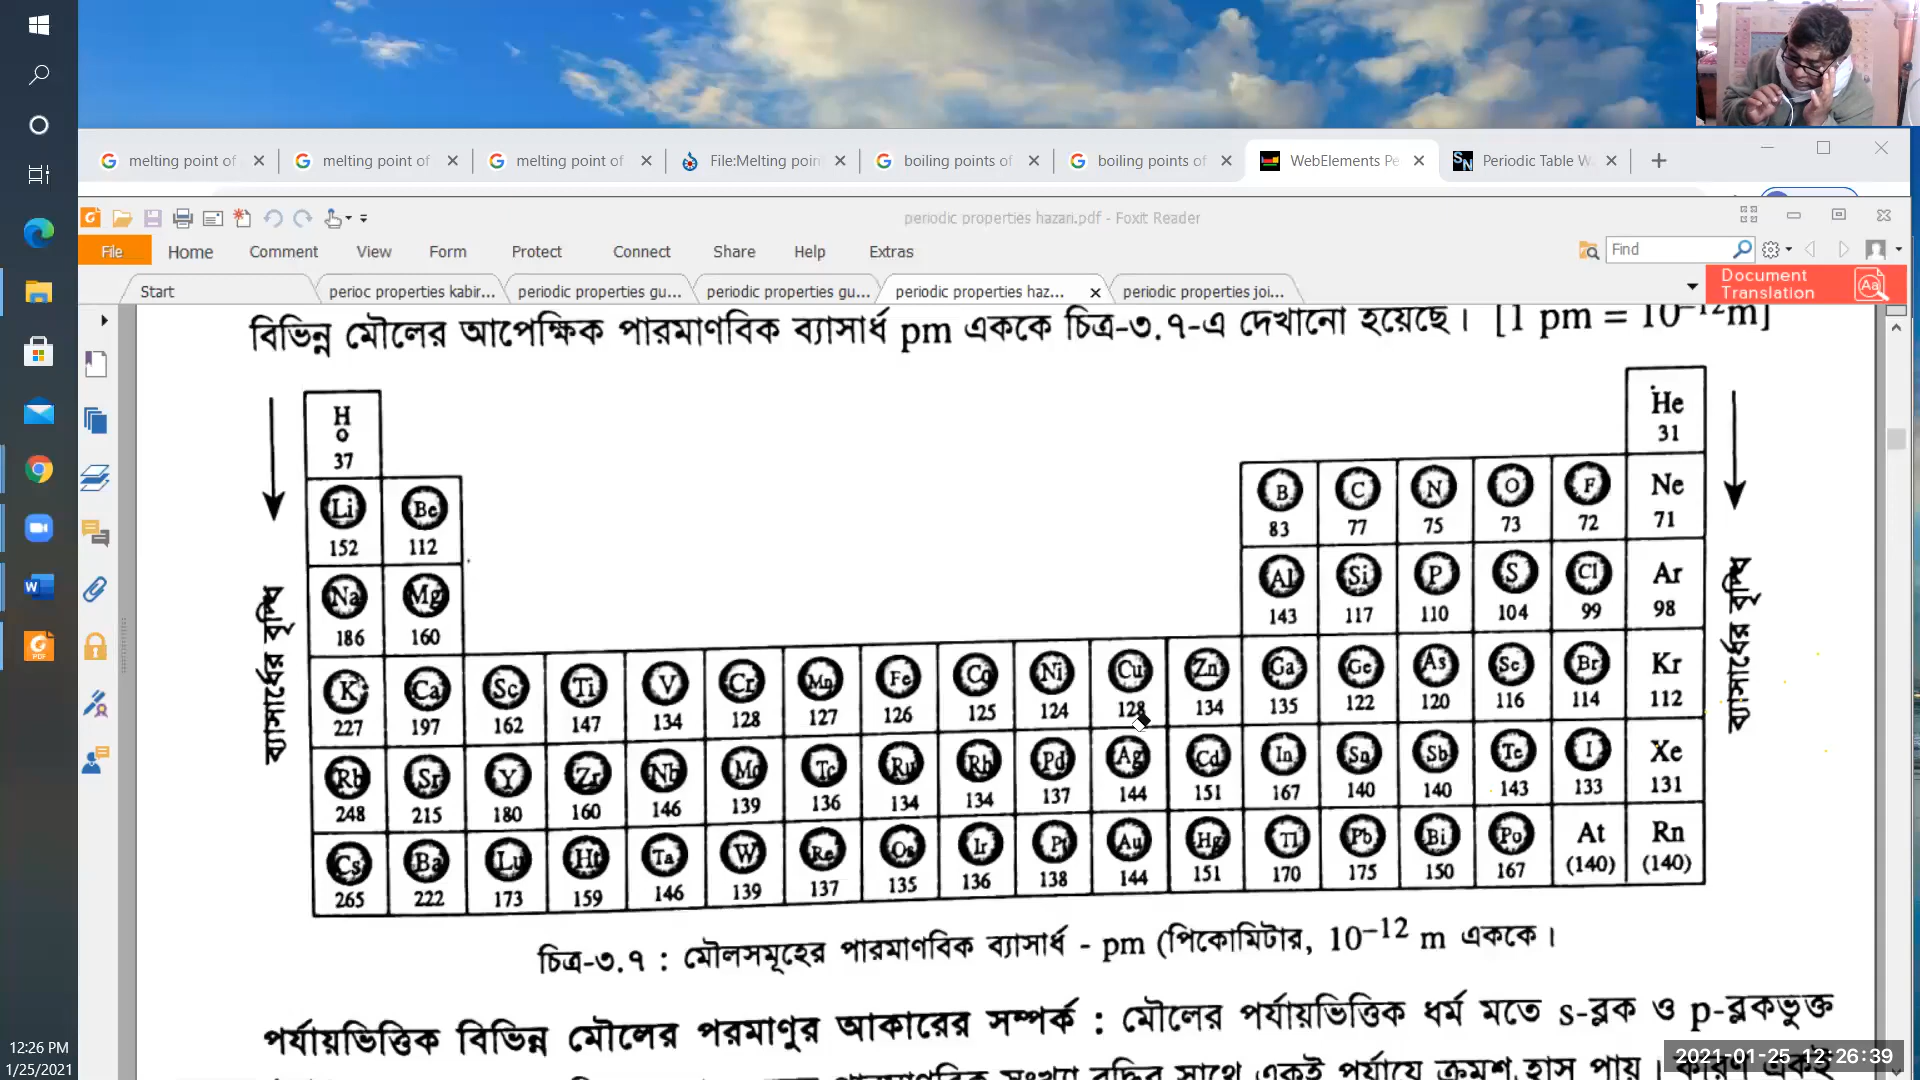 melting point of
melting point of
melting point of
File:Melting poin
boiling points of
boiling points of
WebElements Pe
Periodic Table W
periodic properties hazari.pdf - Foxit Reader
File Home Comment View Form Protect Connect Share Help Extras Find
Document
Translation
Start perioc properties kabir... periodic properties gu... periodic properties gu... periodic properties haz... periodic properties joi...
বিভিন্ন মৌলের আপেক্ষিক পারমাণবিক ব্যাসার্ধ pm এককে চিত্র-৩.৭-এ দেখানো হয়েছে। [1 pm = 10⁻¹²m]
H He
37 31
Li Be B C N O F Ne
152 112 83 77 75 73 72 71
Na Mg Al Si P S Cl Ar
186 160 143 117 110 104 99 98
K Ca Sc Ti V Cr Mn Fe Co Ni Cu Zn Ga Ge As Se Br Kr
227 197 162 147 134 128 127 126 125 124 128 134 135 122 120 116 114 112
Rb Sr Y Zr Nb Mo Tc Ru Rh Pd Ag Cd In Sn Sb Te I Xe
248 215 180 160 146 139 136 134 134 137 144 151 167 140 140 143 133 131
Cs Ba Lu Hf Ta W Re Os Ir Pt Au Hg Tl Pb Bi Po At Rn
265 222 173 159 146 139 137 135 136 138 144 151 170 175 150 167 (140) (140)
ব্যাসার্ধের বৃদ্ধি
ব্যাসার্ধের বৃদ্ধি
চিত্র-৩.৭ : মৌলসমূহের পারমাণবিক ব্যাসার্ধ - pm (পিকোমিটার, 10⁻¹² m এককে।
পর্যায়ভিত্তিক বিভিন্ন মৌলের পরমাণুর আকারের সম্পর্ক : মৌলের পর্যায়ভিত্তিক ধর্ম মতে s-ব্লক ও p-ব্লকভুক্ত
সংখ্যা বৃদ্ধির সাথে একই পর্যায়ে ক্রমশ হ্রাস পায়। কারণ একই
12:26 PM
1/25/2021
2021-01-25 12:26:39